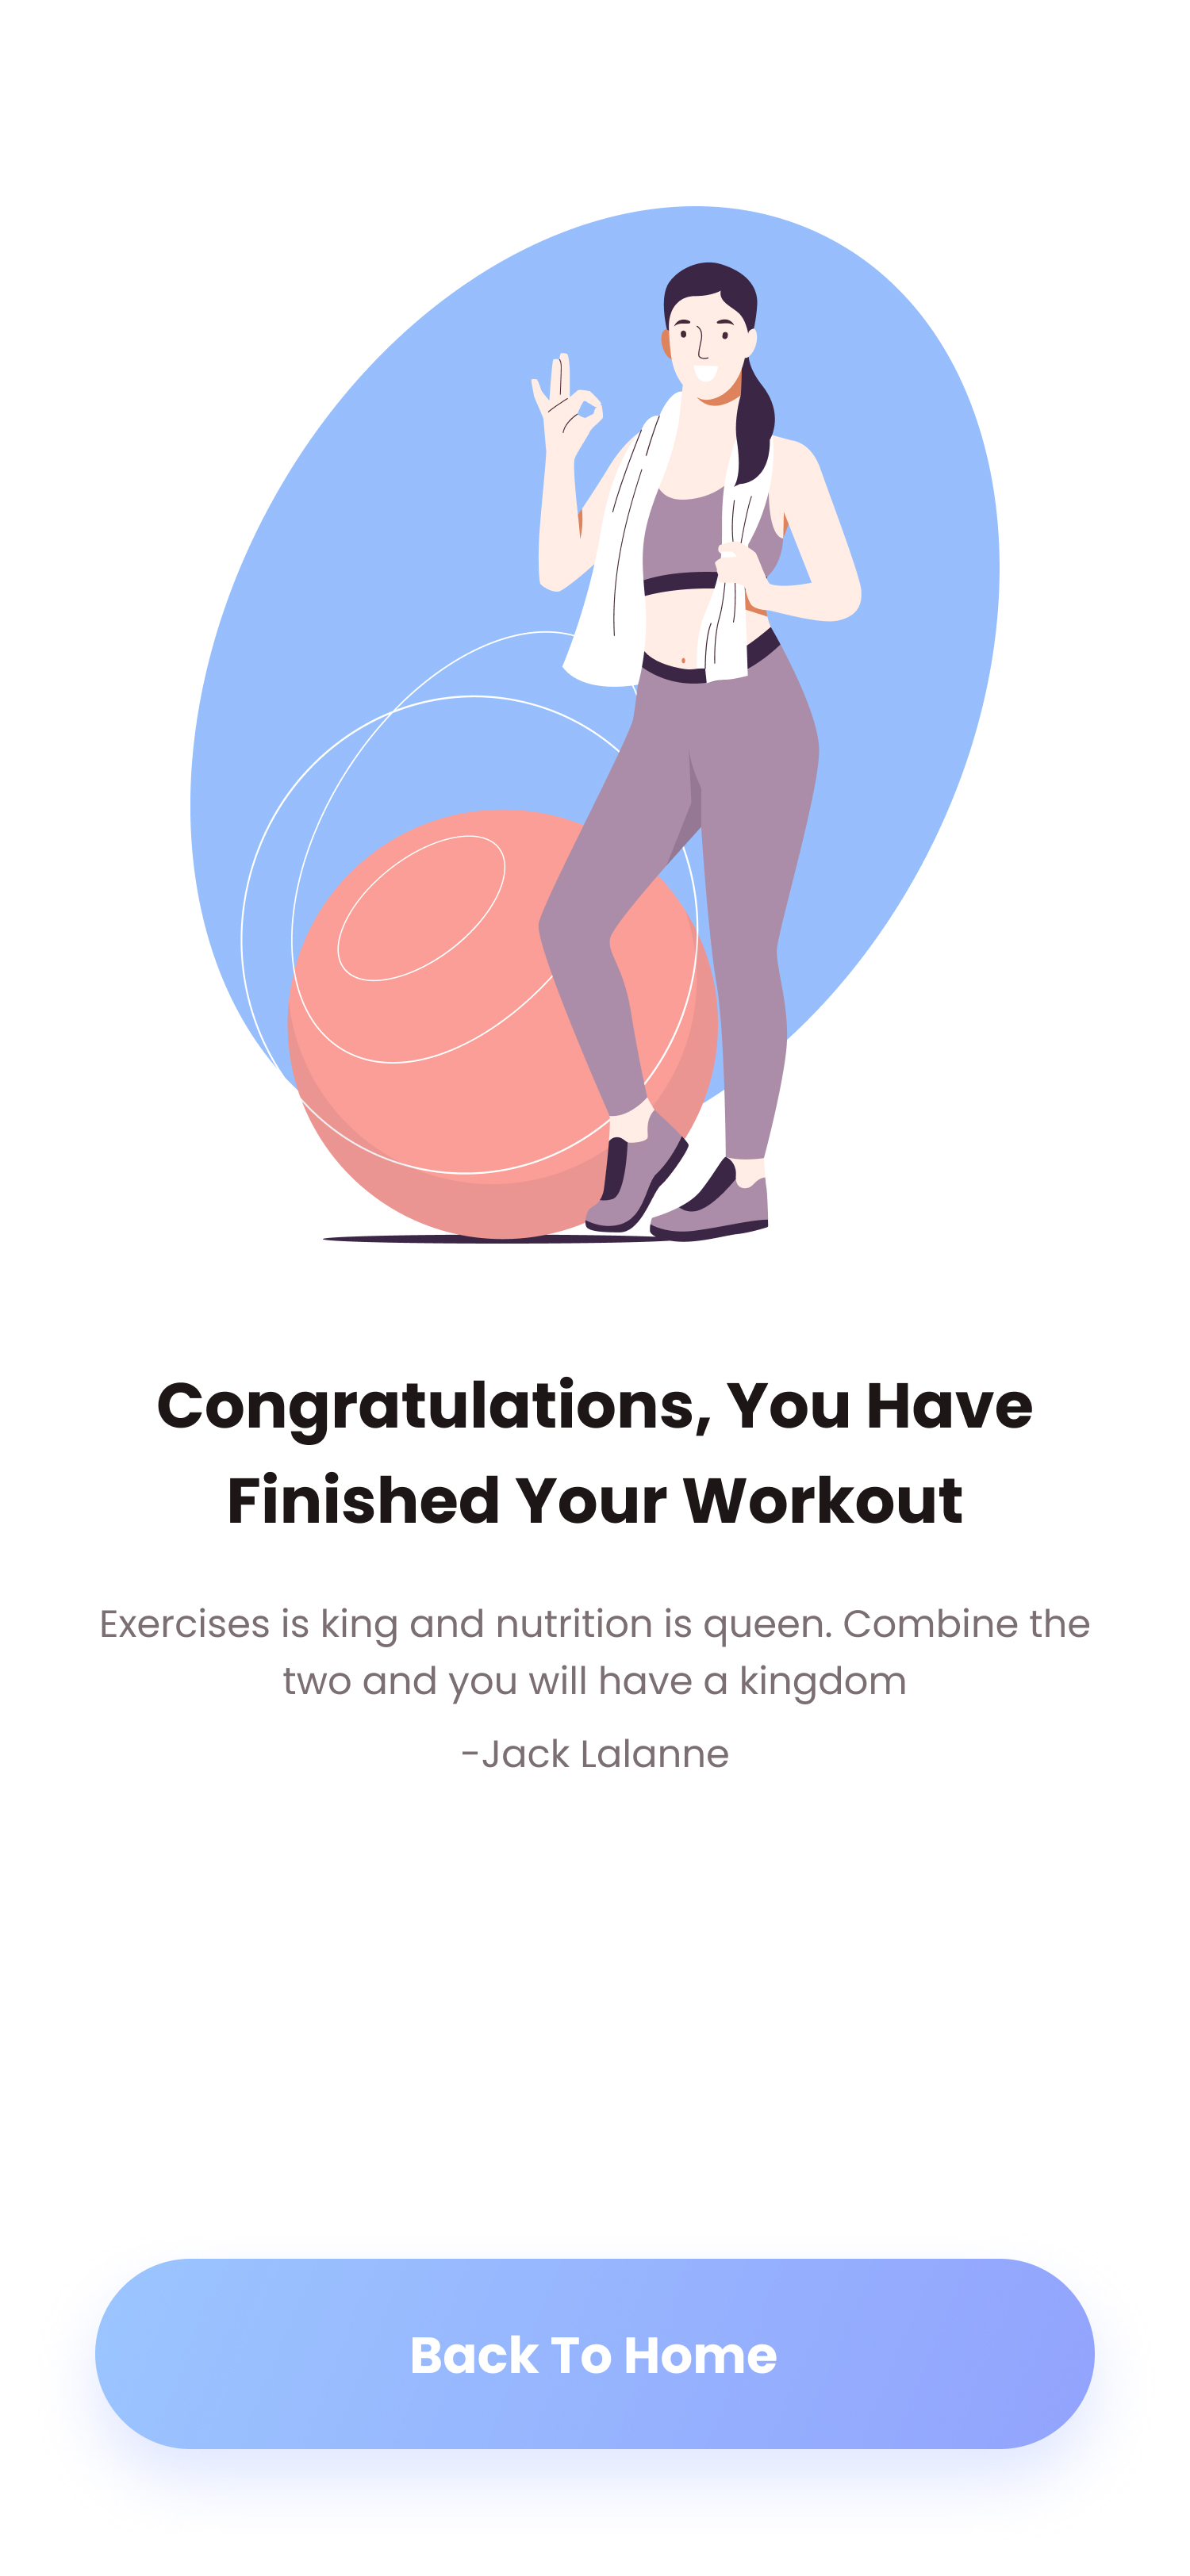 Congratulations, You Have
Finished Your Workout
Exercises is king and nutrition is queen. Combine the
two and you will have a kingdom
-Jack Lalanne
Back To Home